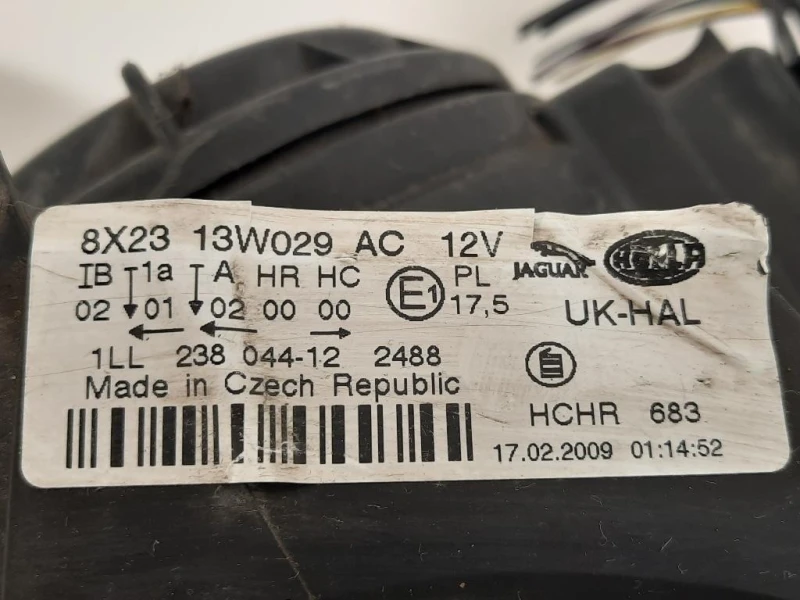 8X23 13W029 AC 12V
JAGUAR HELLA
IB 1a A HR HC E1 PL
02 01 02 00 00 17,5
UK-HAL
1LL 238 044-12 2488
Made in Czech Republic
HCHR 683
17.02.2009 01:14:52